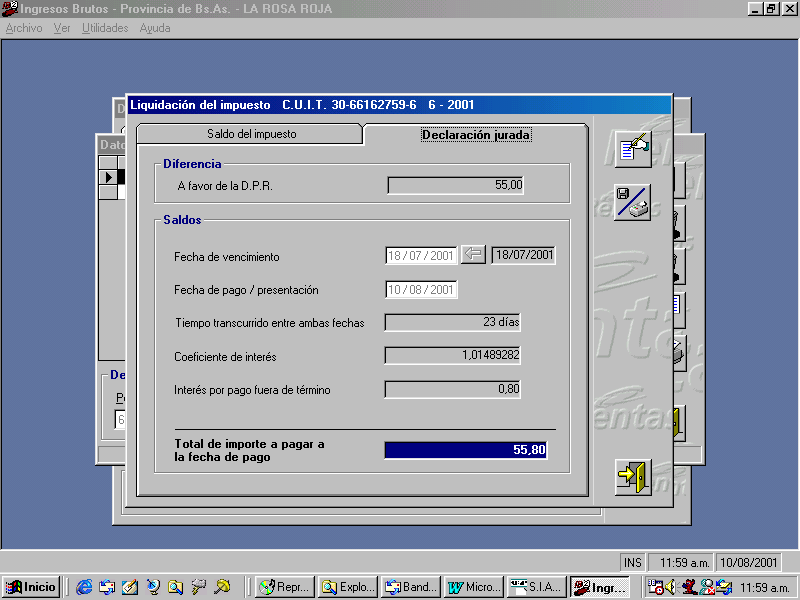 Ingresos Brutos - Provincia de Bs.As. - LA ROSA ROJA
Archivo Ver Utilidades Ayuda
Liquidación del impuesto C.U.I.T. 30-66162759-6 6 - 2001
Saldo del impuesto
Declaración jurada
Diferencia
A favor de la D.P.R. 55,00
Saldos
Fecha de vencimiento 18/07/2001 18/07/2001
Fecha de pago / presentación 10/08/2001
Tiempo transcurrido entre ambas fechas 23 días
Coeficiente de interés 1,01489282
Interés por pago fuera de término 0,80
Total de importe a pagar a
la fecha de pago
55,80
INS 11:59 a.m. 10/08/2001
Inicio Repr... Explo... Band... Micro... S.I.A... Ingr... 11:59 a.m.